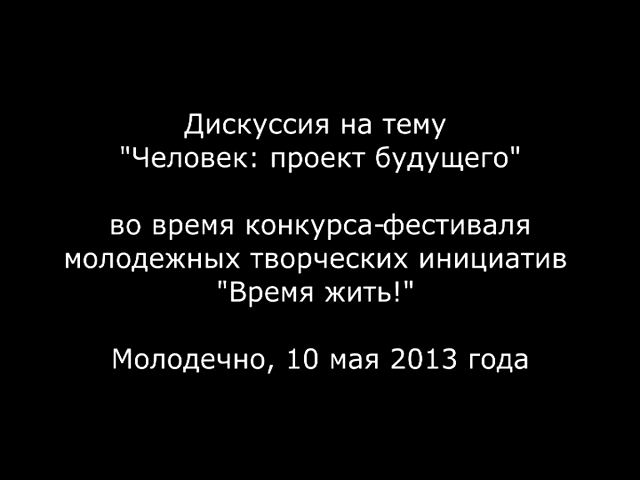 Дискуссия на тему
"Человек: проект будущего"
во время конкурса-фестиваля
молодежных творческих инициатив
"Время жить!"
Молодечно, 10 мая 2013 года